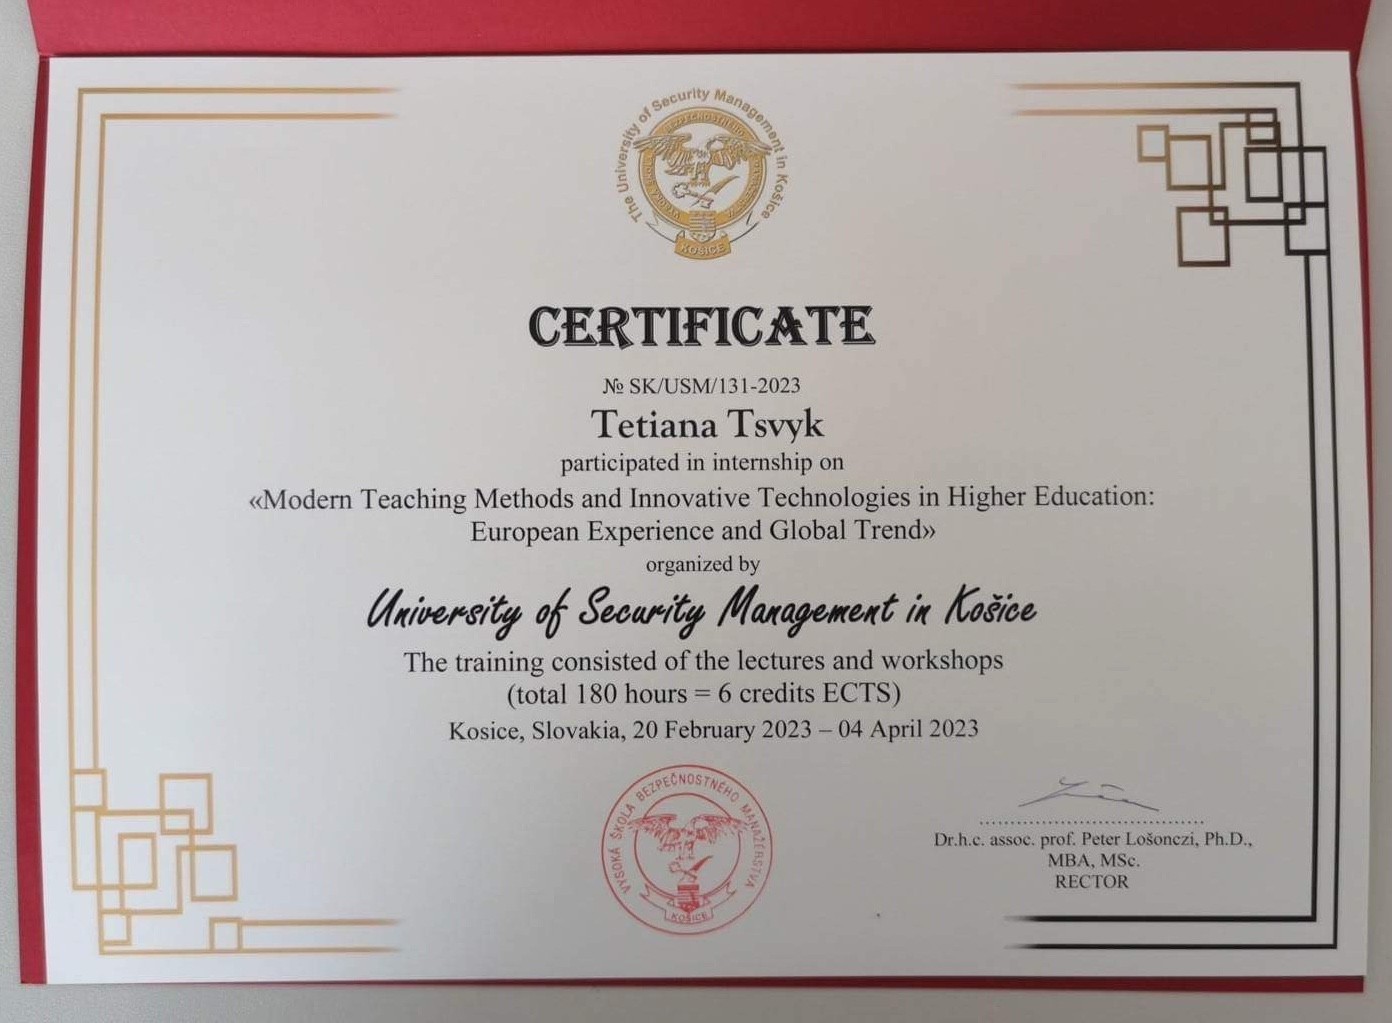 The University of Security Management in Košice
KOŠICE
CERTIFICATE
№ SK/USM/131-2023
Tetiana Tsvyk
participated in internship on
«Modern Teaching Methods and Innovative Technologies in Higher Education:
European Experience and Global Trend»
organized by
University of Security Management in Košice
The training consisted of the lectures and workshops
(total 180 hours = 6 credits ECTS)
Kosice, Slovakia, 20 February 2023 – 04 April 2023
VYSOKÁ ŠKOLA BEZPEČNOSTNÉHO MANAŽÉRSTVA
KOŠICE
Dr.h.c. assoc. prof. Peter Lošonczi, Ph.D.,
MBA, MSc.
RECTOR